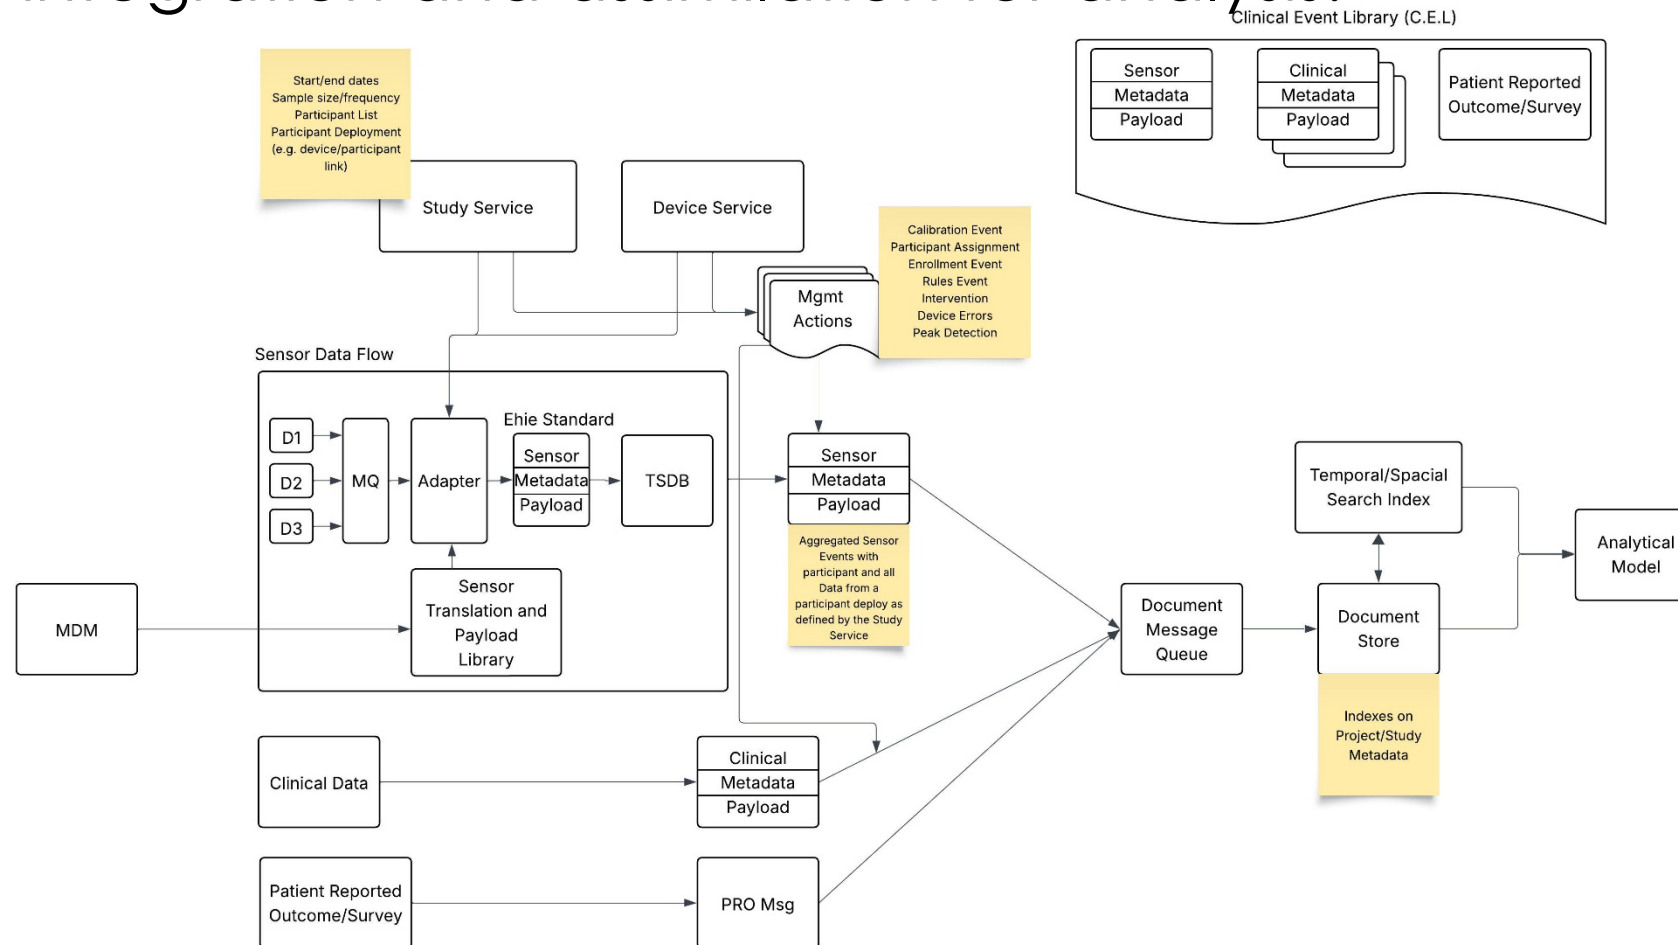 integration and assimilation for analysis.
Clinical Event Library (C.E.L)
Sensor
Metadata
Payload
Clinical
Metadata
Payload
Patient Reported
Outcome/Survey
Start/end dates
Sample size/frequency
Participant List
Participant Deployment
(e.g. device/participant
link)
Study Service
Device Service
Calibration Event
Participant Assignment
Enrollment Event
Rules Event
Intervention
Device Errors
Peak Detection
Mgmt
Actions
Sensor Data Flow
D1
D2
D3
MQ
Adapter
Ehie Standard
Sensor
Metadata
Payload
TSDB
Sensor
Metadata
Payload
Aggregated Sensor
Events with
participant and all
Data from a
participant deploy as
defined by the Study
Service
Sensor
Translation and
Payload
Library
MDM
Temporal/Spacial
Search Index
Analytical
Model
Document
Message
Queue
Document
Store
Indexes on
Project/Study
Metadata
Clinical Data
Clinical
Metadata
Payload
Patient Reported
Outcome/Survey
PRO Msg